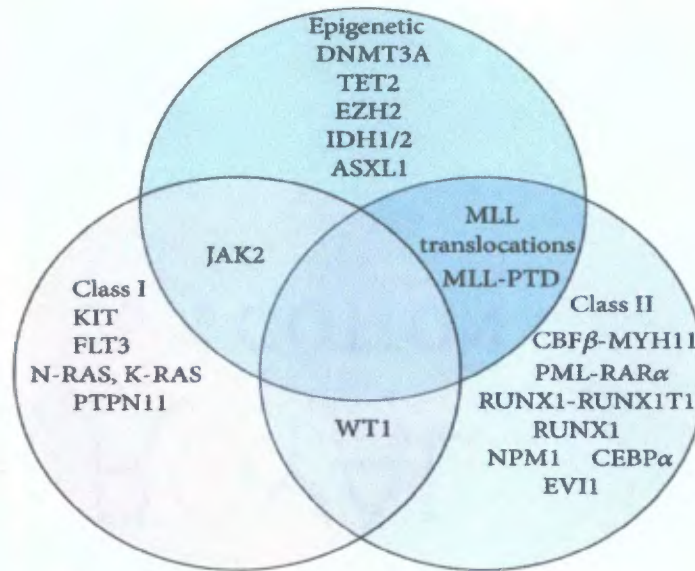 Epigenetic
DNMT3A
TET2
EZH2
IDH1/2
ASXL1
JAK2
MLL
translocations
MLL-PTD
Class I
KIT
FLT3
N-RAS, K-RAS
PTPN11
Class II
CBFβ-MYH11
PML-RARα
RUNX1-RUNX1T1
RUNX1
NPM1 CEBPα
EVI1
WT1